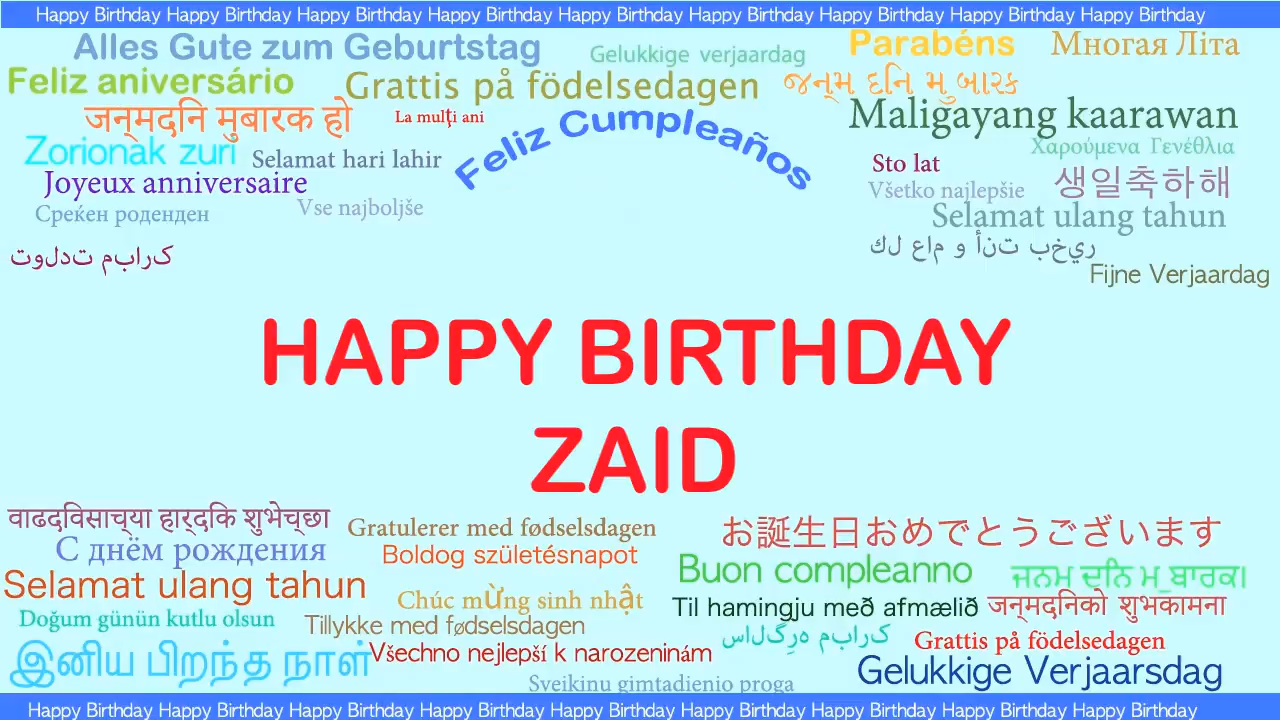 Happy Birthday Happy Birthday Happy Birthday Happy Birthday Happy Birthday Happy Birthday Happy Birthday Happy Birthday Happy Birthday
Alles Gute zum Geburtstag
Gelukkige verjaardag
Parabéns
Многая Літа
Feliz aniversário
Grattis på födelsedagen
જન્મ દિન મુબારક
जन्मदिन मुबारक हो
La mulţi ani
Feliz Cumpleaños
Maligayang kaarawan
Zorionak zuri
Selamat hari lahir
Sto lat
Χαρούμενα Γενέθλια
Joyeux anniversaire
Všetko najlepšie
생일축하해
Среќен роденден
Vse najboljše
Selamat ulang tahun
تولدت مبارک
كل عام و أنت بخير
Fijne Verjaardag
HAPPY BIRTHDAY
ZAID
वाढदिवसाच्या हार्दिक शुभेच्छा
Gratulerer med fødselsdagen
お誕生日おめでとうございます
С днём рождения
Boldog születésnapot
Buon compleanno
ਜਨਮ ਦਿਨ ਮੁਬਾਰਕ।
Selamat ulang tahun
Chúc mừng sinh nhật
Til hamingju með afmælið
जन्मदिनको शुभकामना
Doğum günün kutlu olsun
Tillykke med fødselsdagen
سالگرہ مبارک
Grattis på födelsedagen
இனிய பிறந்த நாள்
Všechno nejlepší k narozeninám
Gelukkige Verjaarsdag
Sveikinu gimtadienio proga
Happy Birthday Happy Birthday Happy Birthday Happy Birthday Happy Birthday Happy Birthday Happy Birthday Happy Birthday Happy Birthday